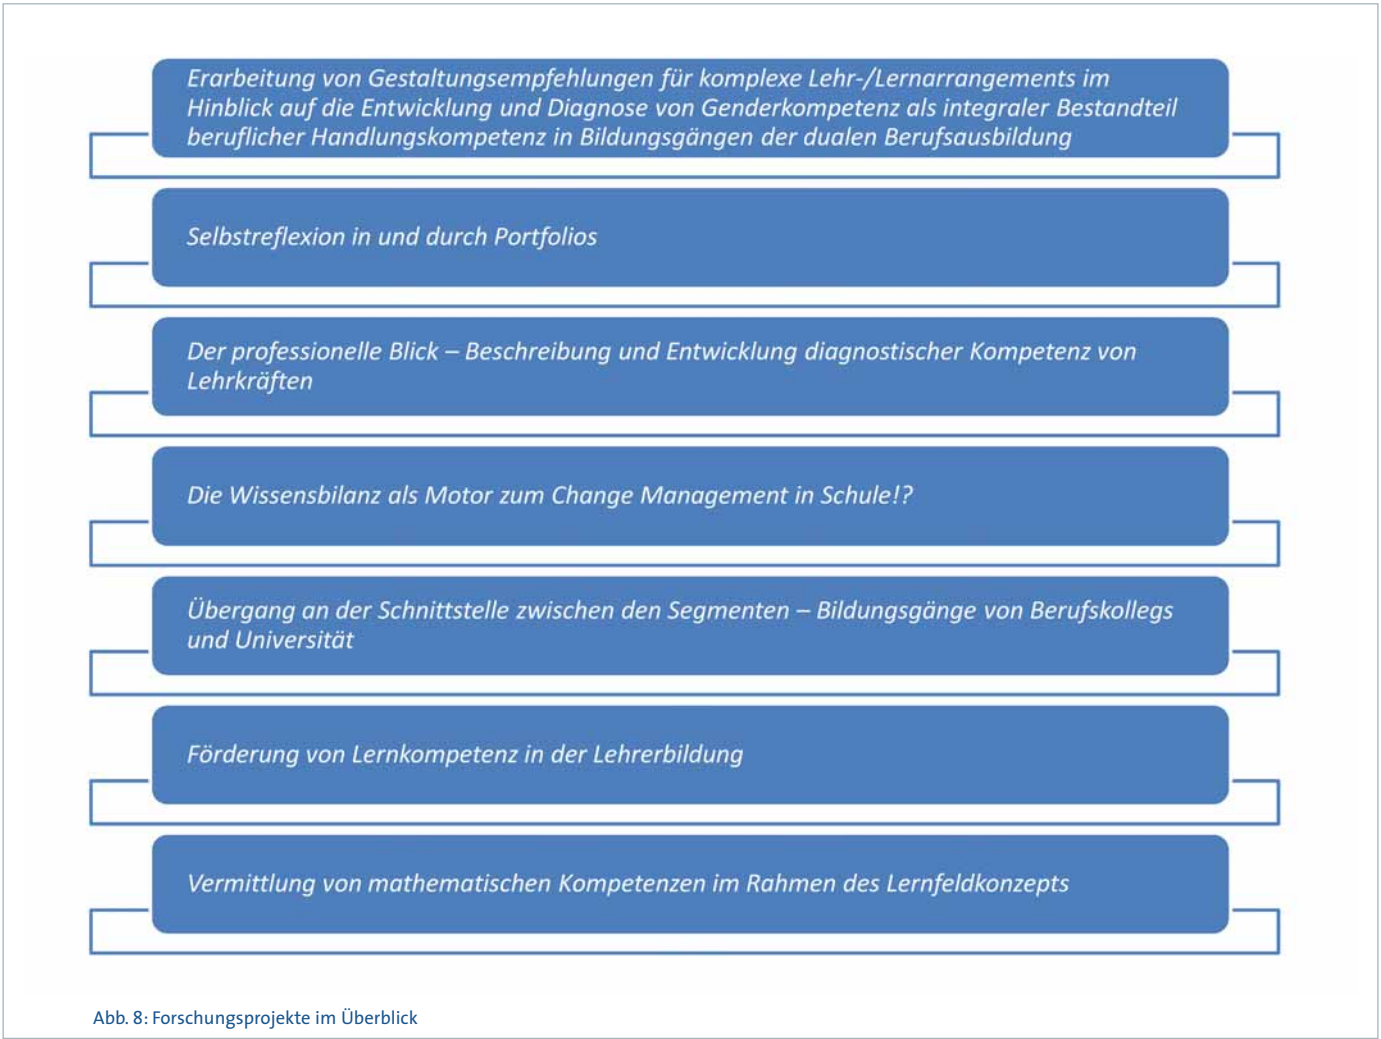 Erarbeitung von Gestaltungsempfehlungen für komplexe Lehr-/Lernarrangements im
Hinblick auf die Entwicklung und Diagnose von Genderkompetenz als integraler Bestandteil
beruflicher Handlungskompetenz in Bildungsgängen der dualen Berufsausbildung
Selbstreflexion in und durch Portfolios
Der professionelle Blick – Beschreibung und Entwicklung diagnostischer Kompetenz von
Lehrkräften
Die Wissensbilanz als Motor zum Change Management in Schule!?
Übergang an der Schnittstelle zwischen den Segmenten – Bildungsgänge von Berufskollegs
und Universität
Förderung von Lernkompetenz in der Lehrerbildung
Vermittlung von mathematischen Kompetenzen im Rahmen des Lernfeldkonzepts
Abb. 8: Forschungsprojekte im Überblick